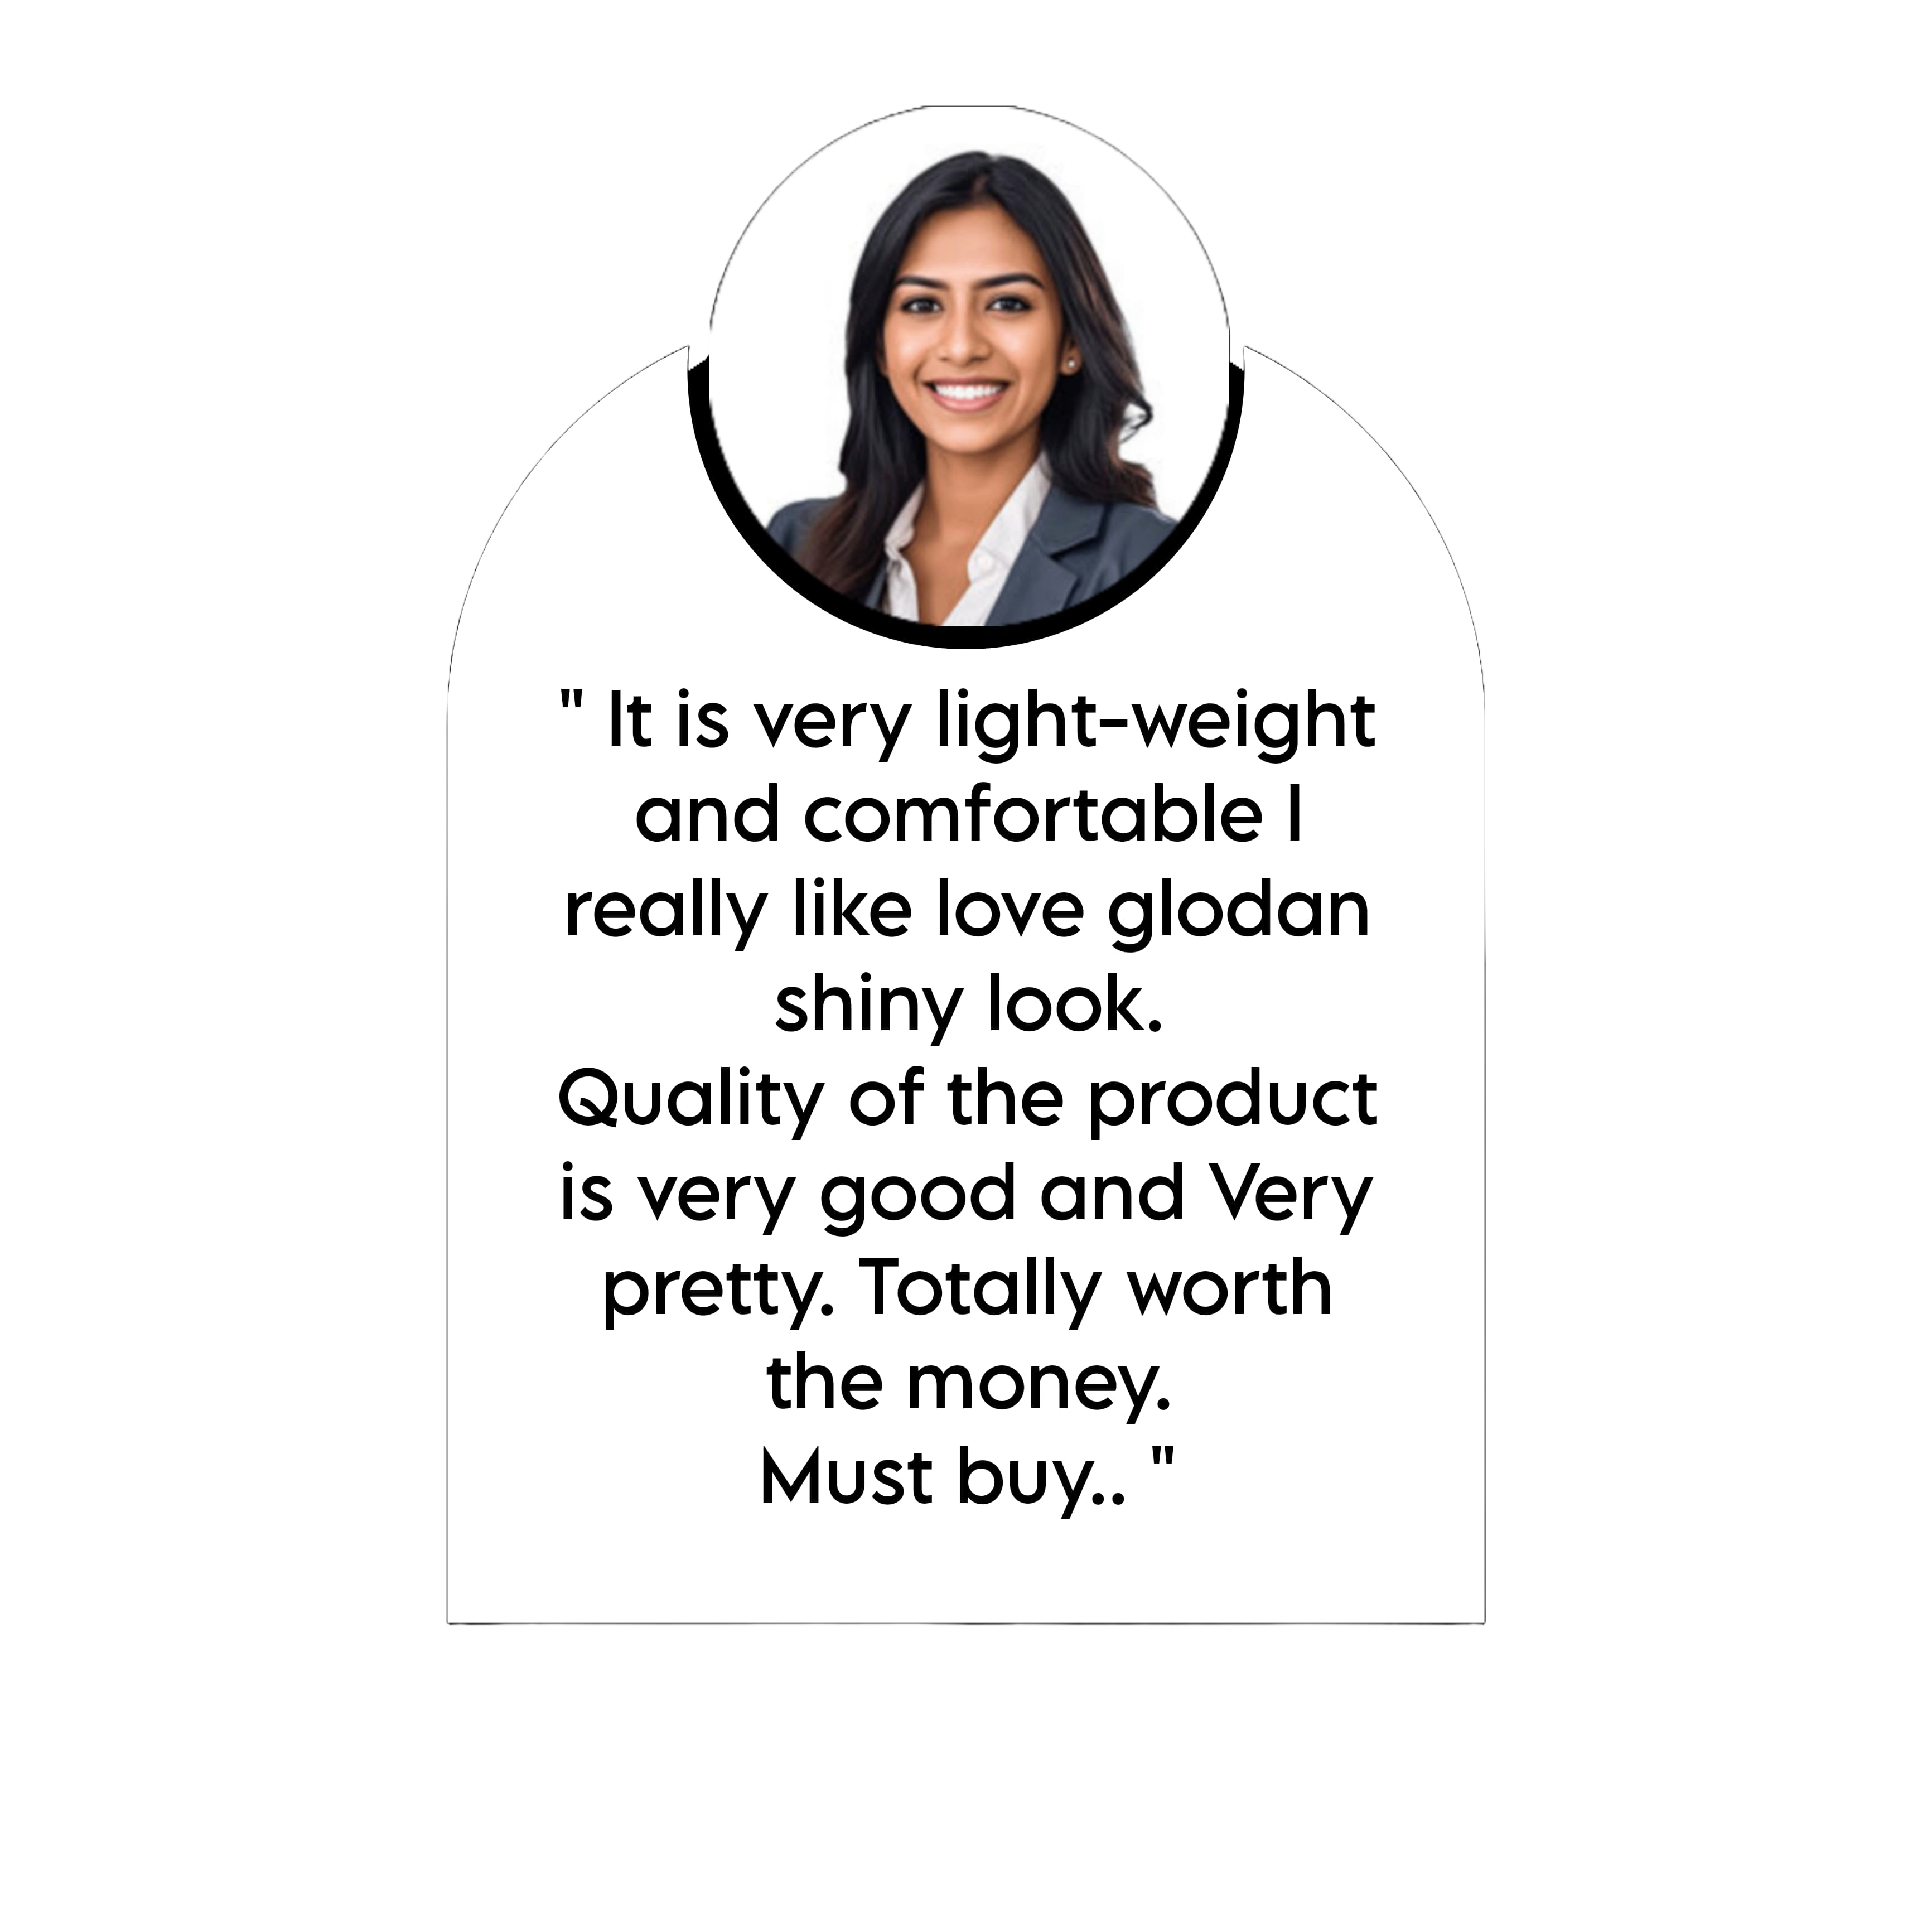 " It is very light-weight
and comfortable I
really like love glodan
shiny look.
Quality of the product
is very good and Very
pretty. Totally worth
the money.
Must buy.. "